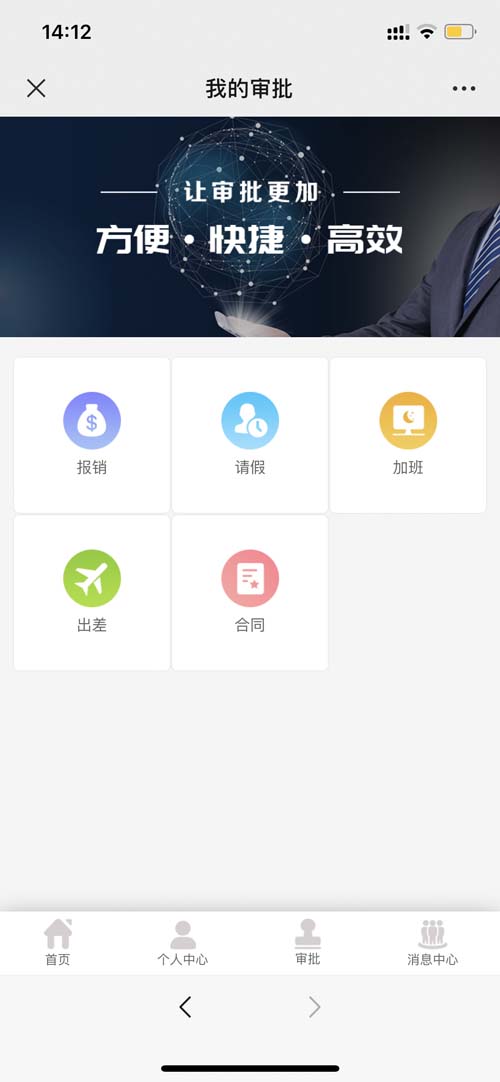 14:12
我的审批
让审批更加
方便·快捷·高效
报销
请假
加班
出差
合同
首页
个人中心
审批
消息中心